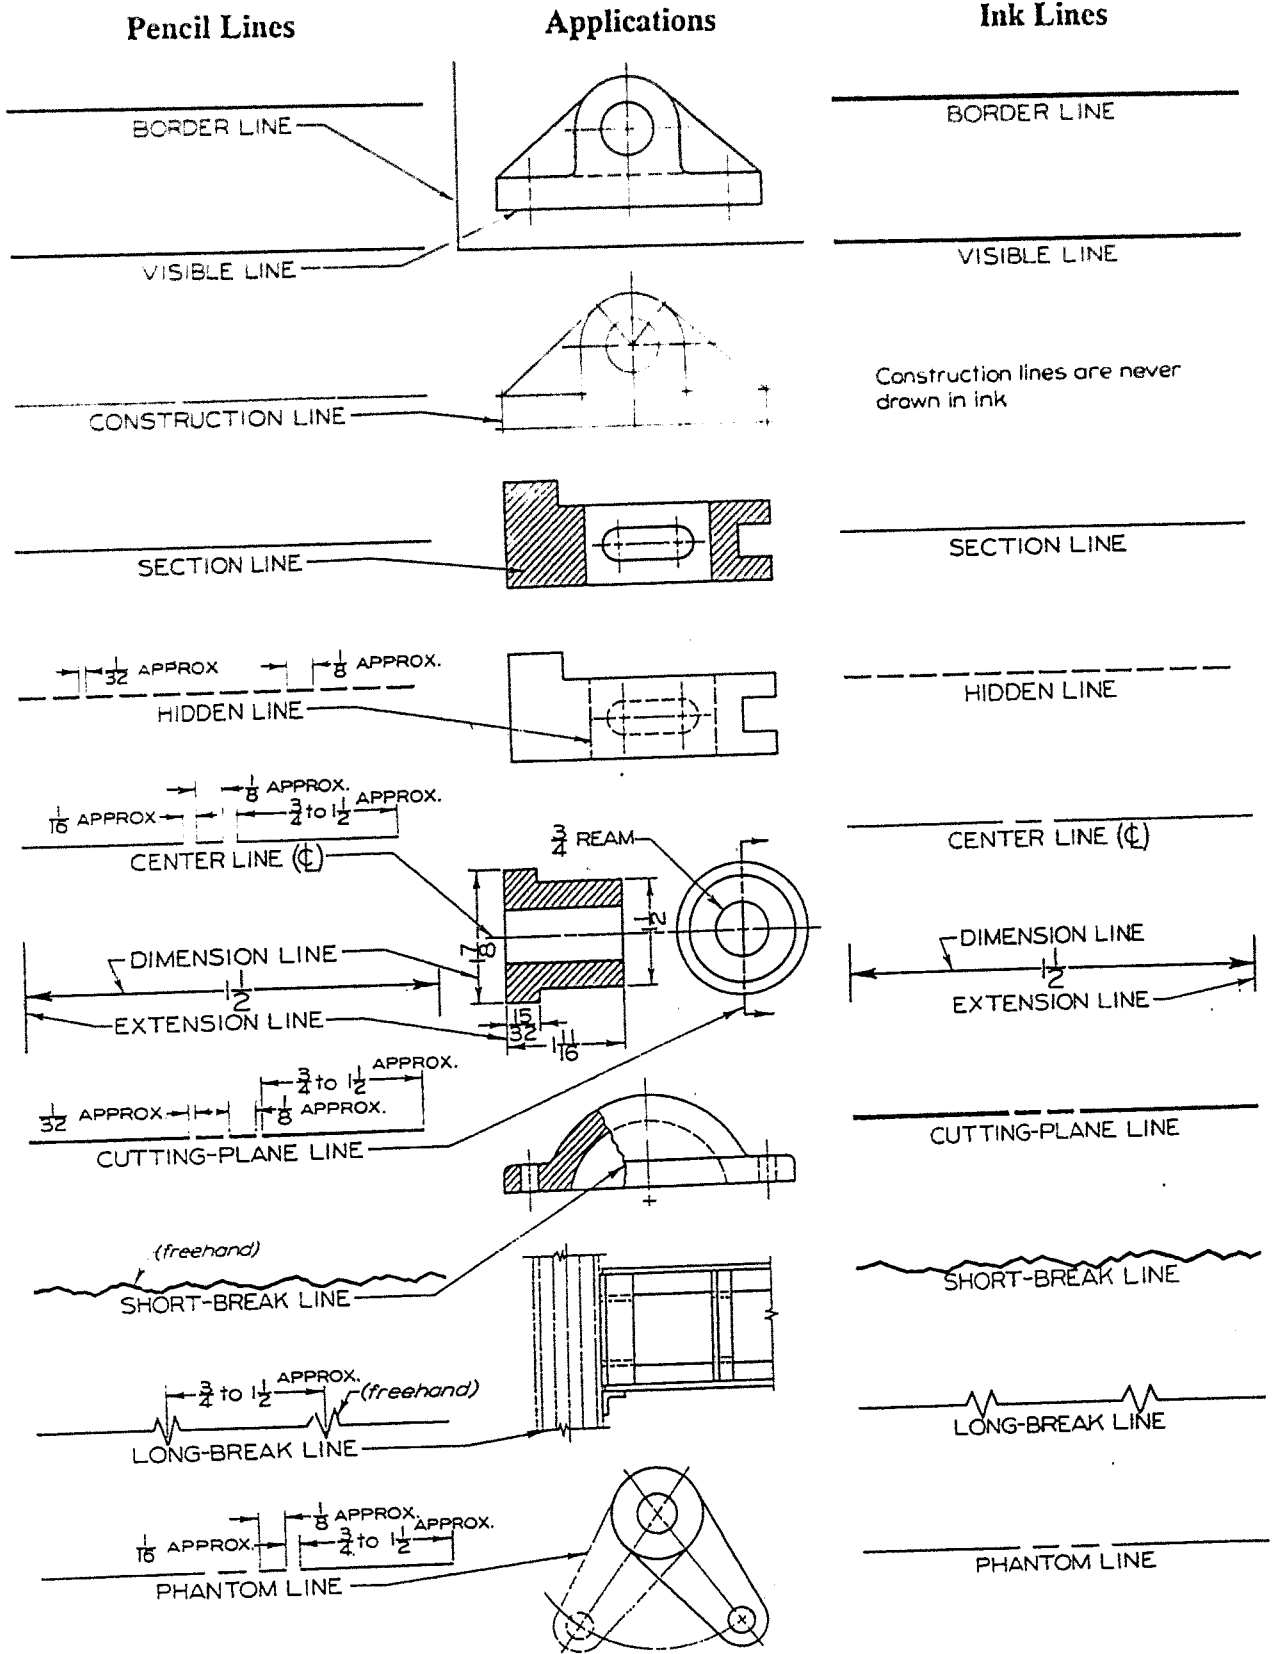 Pencil Lines
Applications
Ink Lines
BORDER LINE
BORDER LINE
VISIBLE LINE
VISIBLE LINE
Construction lines are never
drawn in ink
CONSTRUCTION LINE
SECTION LINE
SECTION LINE
1/32 APPROX
1/8 APPROX.
HIDDEN LINE
HIDDEN LINE
1/8 APPROX.
1/16 APPROX
3/4 to 1 1/2 APPROX.
CENTER LINE (℄)
3/4 REAM
CENTER LINE (℄)
7/8
1 1/2
DIMENSION LINE
1 1/2
EXTENSION LINE
15/32
1 11/16
DIMENSION LINE
1 1/2
EXTENSION LINE
3/4 to 1 1/2 APPROX.
1/32 APPROX
1/8 APPROX.
CUTTING-PLANE LINE
CUTTING-PLANE LINE
(freehand)
SHORT-BREAK LINE
SHORT-BREAK LINE
3/4 to 1 1/2 APPROX.
(freehand)
LONG-BREAK LINE
LONG-BREAK LINE
1/8 APPROX.
1/16 APPROX.
3/4 to 1 1/2 APPROX.
PHANTOM LINE
PHANTOM LINE